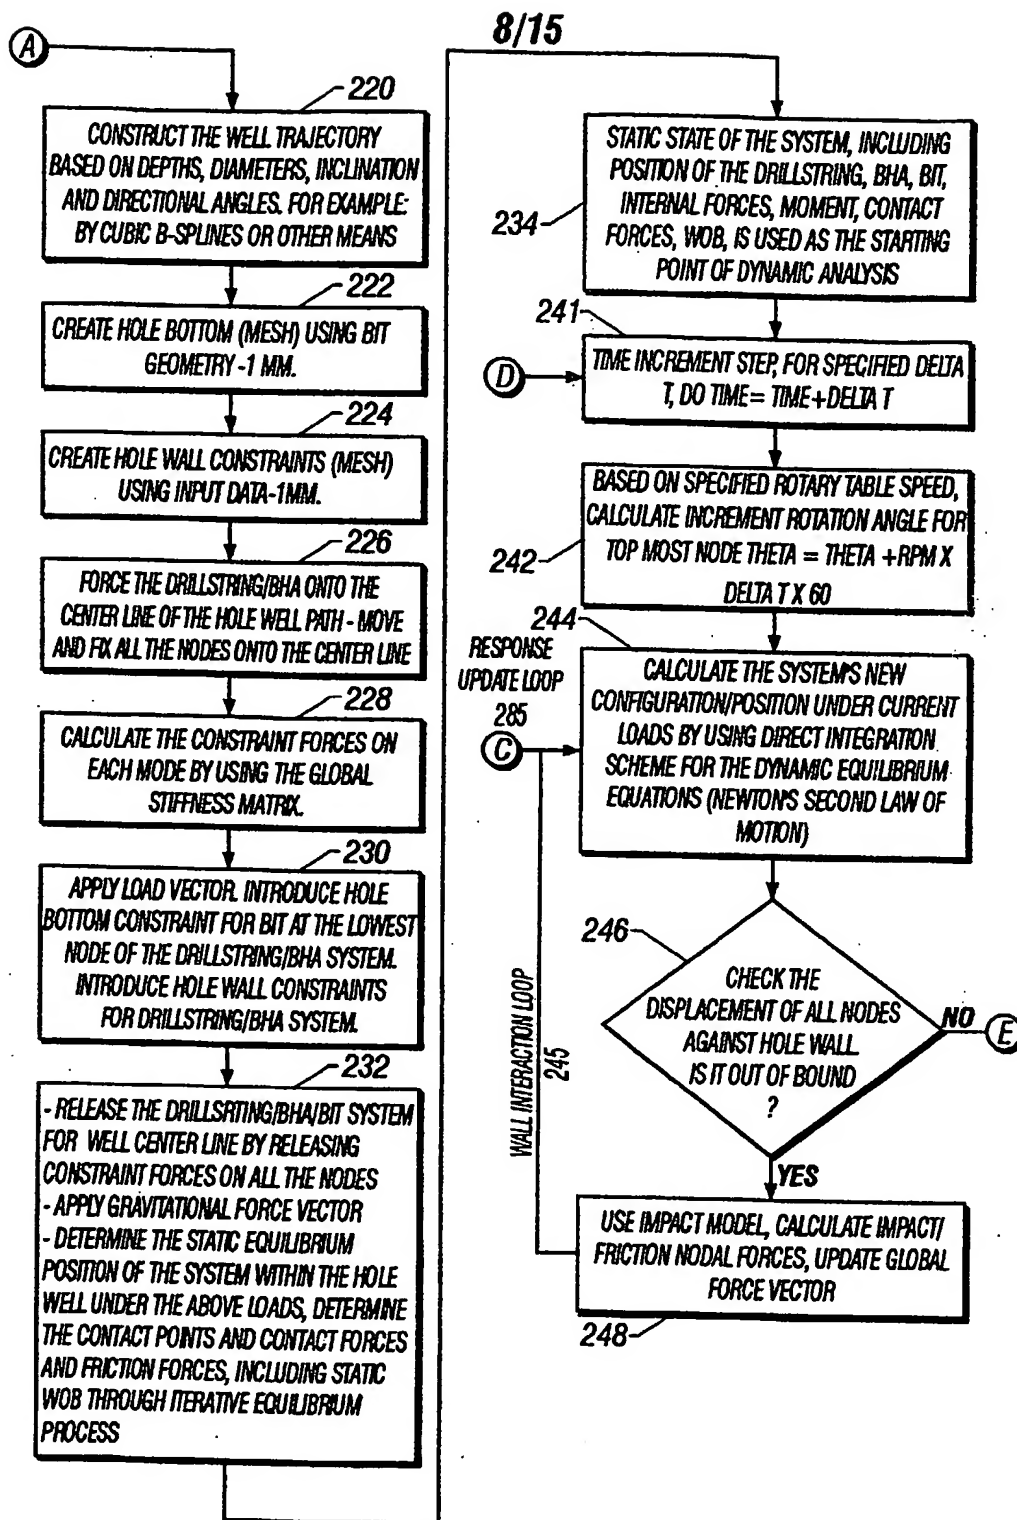 8/15
A
220
CONSTRUCT THE WELL TRAJECTORY
BASED ON DEPTHS, DIAMETERS, INCLINATION
AND DIRECTIONAL ANGLES. FOR EXAMPLE:
BY CUBIC B-SPLINES OR OTHER MEANS
222
CREATE HOLE BOTTOM (MESH) USING BIT
GEOMETRY -1 MM.
224
CREATE HOLE WALL CONSTRAINTS (MESH)
USING INPUT DATA-1MM.
226
FORCE THE DRILLSTRING/BHA ONTO THE
CENTER LINE OF THE HOLE WELL PATH - MOVE
AND FIX ALL THE NODES ONTO THE CENTER LINE
228
CALCULATE THE CONSTRAINT FORCES ON
EACH MODE BY USING THE GLOBAL
STIFFNESS MATRIX.
230
APPLY LOAD VECTOR. INTRODUCE HOLE
BOTTOM CONSTRAINT FOR BIT AT THE LOWEST
NODE OF THE DRILLSTRING/BHA SYSTEM.
INTRODUCE HOLE WALL CONSTRAINTS
FOR DRILLSTRING/BHA SYSTEM.
232
- RELEASE THE DRILLSRTING/BHA/BIT SYSTEM
FOR WELL CENTER LINE BY RELEASING
CONSTRAINT FORCES ON ALL THE NODES
- APPLY GRAVITATIONAL FORCE VECTOR
- DETERMINE THE STATIC EQUILIBRIUM
POSITION OF THE SYSTEM WITHIN THE HOLE
WELL UNDER THE ABOVE LOADS, DETERMINE
THE CONTACT POINTS AND CONTACT FORCES
AND FRICTION FORCES, INCLUDING STATIC
WOB THROUGH ITERATIVE EQUILIBRIUM
PROCESS
234
STATIC STATE OF THE SYSTEM, INCLUDING
POSITION OF THE DRILLSTRING, BHA, BIT,
INTERNAL FORCES, MOMENT, CONTACT
FORCES, WOB, IS USED AS THE STARTING
POINT OF DYNAMIC ANALYSIS
241
D
TIME INCREMENT STEP, FOR SPECIFIED DELTA
T, DO TIME = TIME+DELTA T
242
BASED ON SPECIFIED ROTARY TABLE SPEED,
CALCULATE INCREMENT ROTATION ANGLE FOR
TOP MOST NODE THETA = THETA +RPM X
DELTA T X 60
244
RESPONSE
UPDATE LOOP
285
C
CALCULATE THE SYSTEM'S NEW
CONFIGURATION/POSITION UNDER CURRENT
LOADS BY USING DIRECT INTEGRATION
SCHEME FOR THE DYNAMIC EQUILIBRIUM
EQUATIONS (NEWTON'S SECOND LAW OF
MOTION)
WALL INTERACTION LOOP
245
246
CHECK THE
DISPLACEMENT OF ALL NODES
AGAINST HOLE WALL
IS IT OUT OF BOUND
?
NO
E
YES
USE IMPACT MODEL, CALCULATE IMPACT/
FRICTION NODAL FORCES, UPDATE GLOBAL
FORCE VECTOR
248